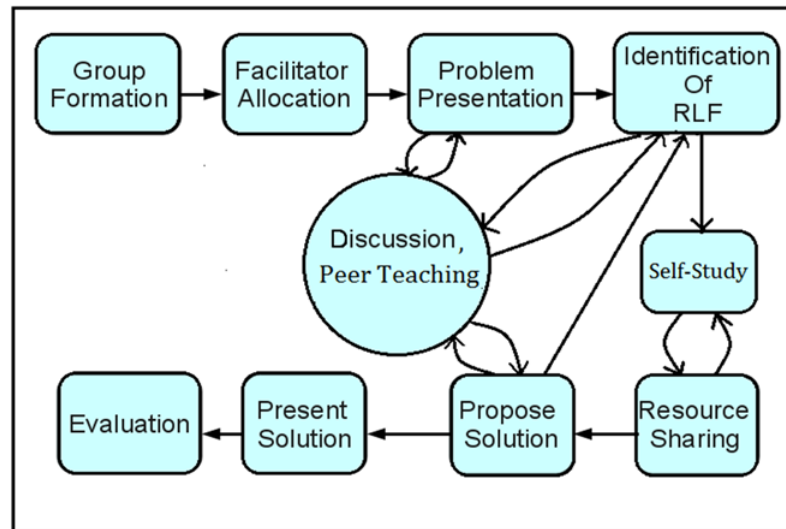 Group
Formation
Facilitator
Allocation
Problem
Presentation
Identification
Of
RLF
Discussion,
Peer Teaching
Self-Study
Evaluation
Present
Solution
Propose
Solution
Resource
Sharing